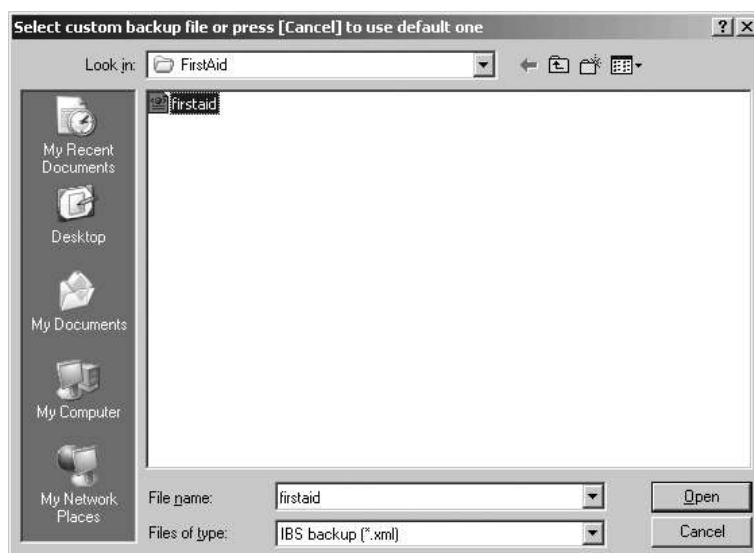 Select custom backup file or press [Cancel] to use default one
Look in: FirstAid
firstaid
My Recent
Documents
Desktop
My Documents
My Computer
My Network
Places
File name: firstaid Open
Files of type: IBS backup (*.xml) Cancel